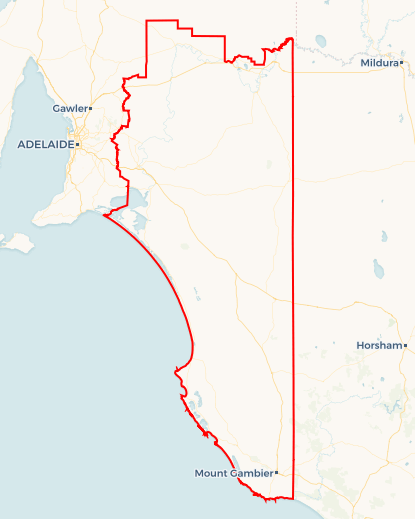 Mildura
Gawler
ADELAIDE
Horsham
Mount Gambier